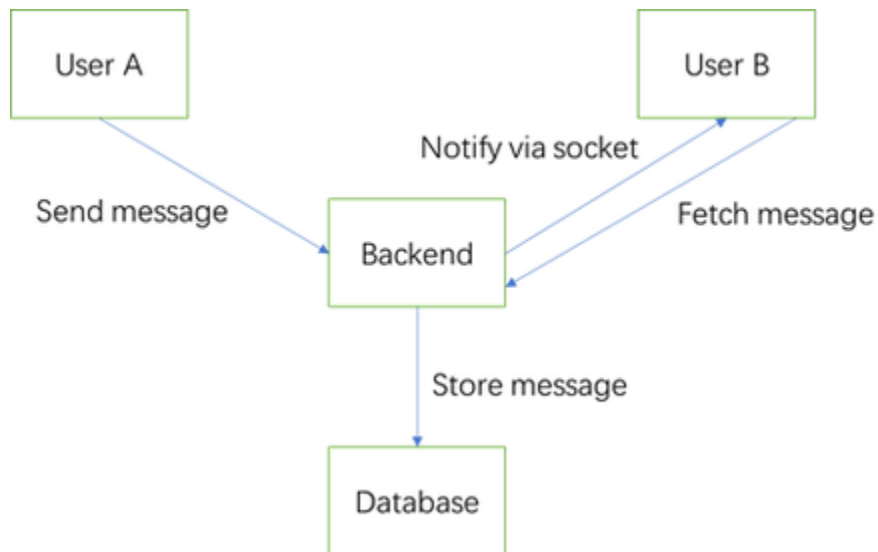 User A
User B
Notify via socket
Send message
Fetch message
Backend
Store message
Database